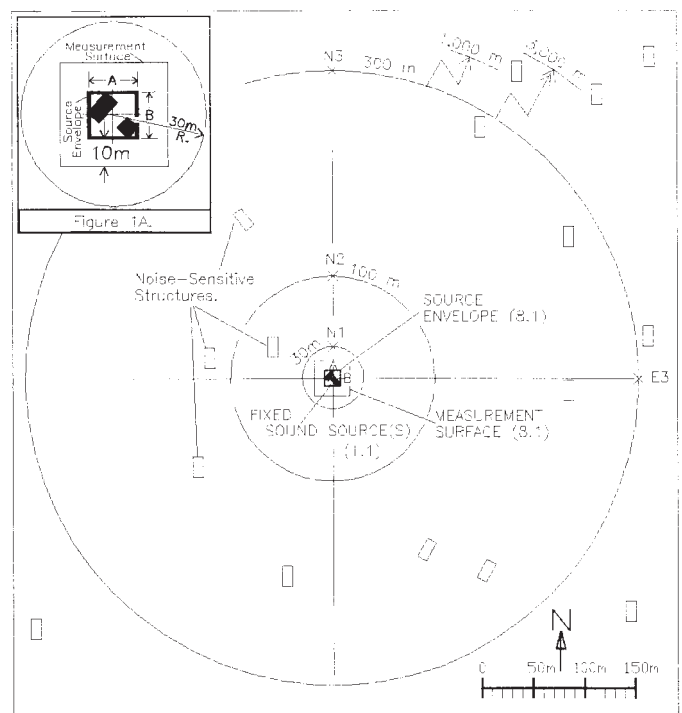 Measurement
Surface
A
B
Source
Envelope
30m
R.
10m
Figure 1A.
N3
300 m
1,000 m
3,000 m
Noise-Sensitive
Structures.
N2
100 m
SOURCE
ENVELOPE (8.1)
N1
30m
B
E3
FIXED
SOUND SOURCE(S)
(1.1)
MEASUREMENT
SURFACE (8.1)
N
0 50m 100m 150m